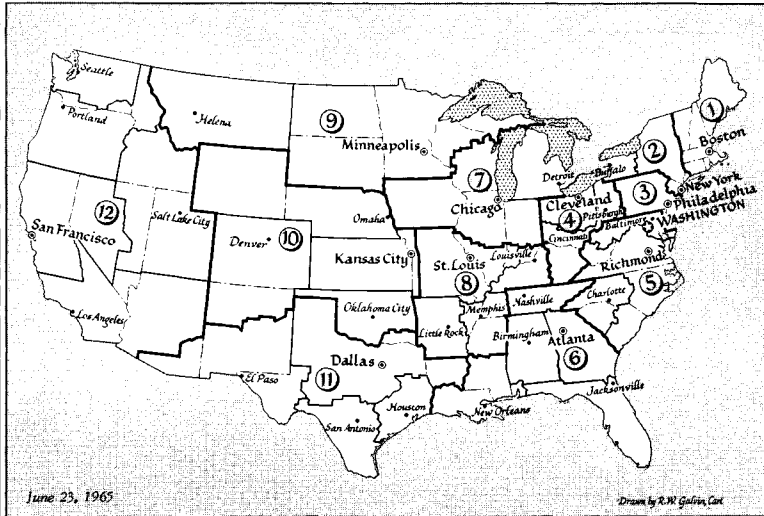 Seattle
Portland
Helena
⑨
Minneapolis
①
Boston
②
Buffalo
Detroit
⑦
Chicago
③
New York
Philadelphia
Cleveland
④
Pittsburgh
Baltimore
WASHINGTON
Cincinnati
⑫
San Francisco
Salt Lake City
Omaha
Denver
⑩
Kansas City
St. Louis
⑧
Louisville
Richmond
⑤
Los Angeles
Oklahoma City
Memphis
Nashville
Charlotte
Little Rock
Birmingham
Atlanta
⑥
Dallas
El Paso
⑪
Jacksonville
Houston
San Antonio
New Orleans
June 23, 1965
Drawn by R.W. Galvin, Cart.